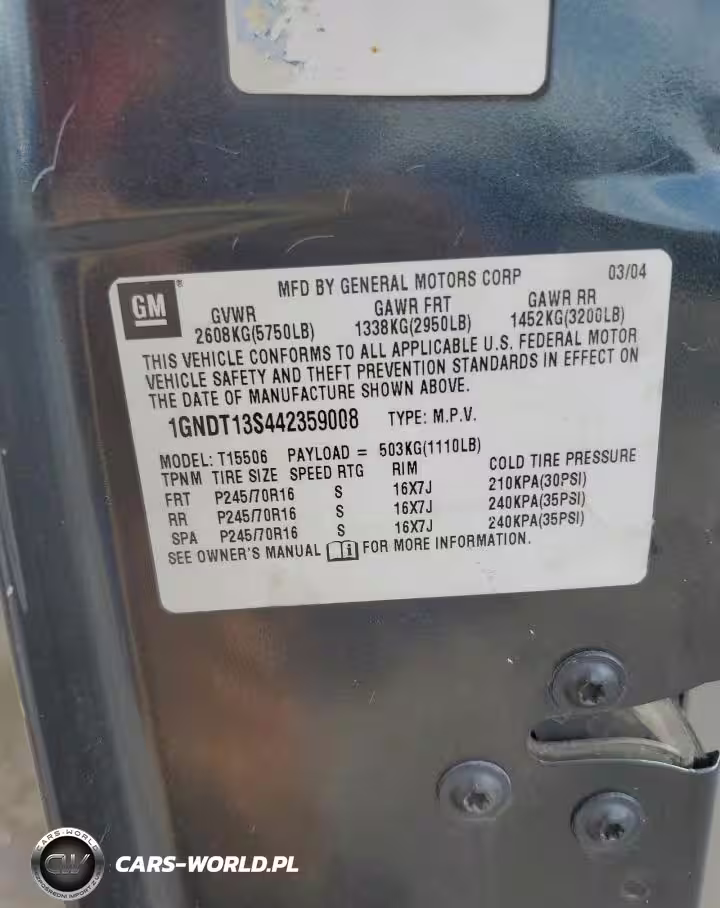 GM®
MFD BY GENERAL MOTORS CORP 03/04
GVWR GAWR FRT GAWR RR
2608KG(5750LB) 1338KG(2950LB) 1452KG(3200LB)
THIS VEHICLE CONFORMS TO ALL APPLICABLE U.S. FEDERAL MOTOR
VEHICLE SAFETY AND THEFT PREVENTION STANDARDS IN EFFECT ON
THE DATE OF MANUFACTURE SHOWN ABOVE.
1GNDT13S442359008 TYPE: M.P.V.
MODEL: T15506 PAYLOAD = 503KG(1110LB)
TPNM TIRE SIZE SPEED RTG RIM COLD TIRE PRESSURE
FRT P245/70R16 S 16X7J 210KPA(30PSI)
RR P245/70R16 S 16X7J 240KPA(35PSI)
SPA P245/70R16 S 16X7J 240KPA(35PSI)
SEE OWNER'S MANUAL FOR MORE INFORMATION.
CARS-WORLD
CW
CARS-WORLD.PL